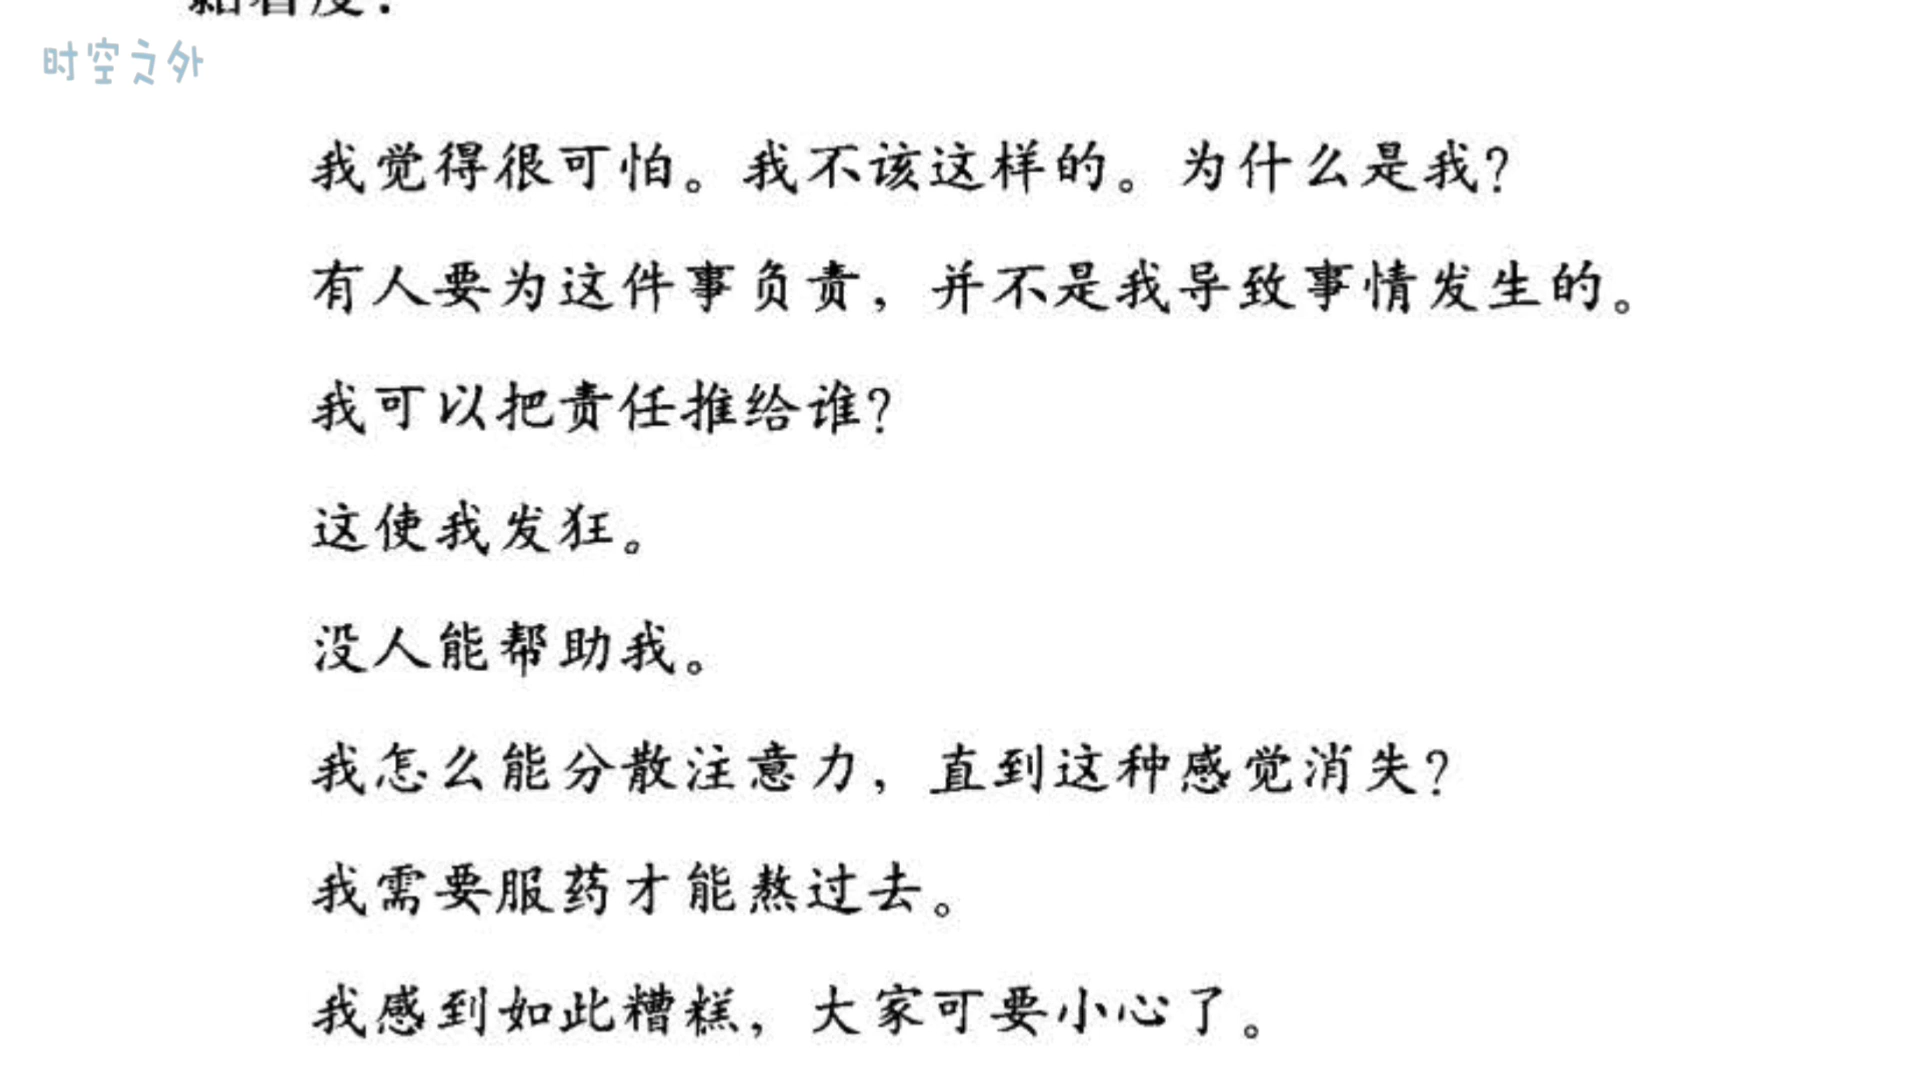 黏着度：
时空之外
我觉得很可怕。我不该这样的。为什么是我？
有人要为这件事负责，并不是我导致事情发生的。
我可以把责任推给谁？
这使我发狂。
没人能帮助我。
我怎么能分散注意力，直到这种感觉消失？
我需要服药才能熬过去。
我感到如此糟糕，大家可要小心了。